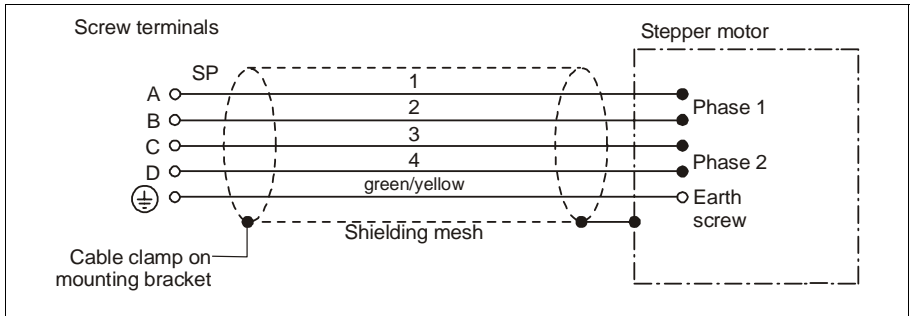 Screw terminals
Stepper motor
SP
1
A
Phase 1
2
B
3
C
Phase 2
4
D
green/yellow
Earth
screw
Shielding mesh
Cable clamp on
mounting bracket